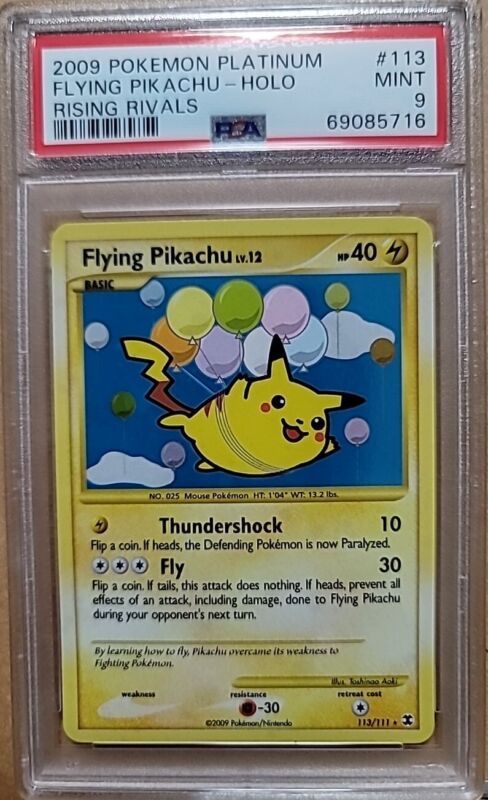 2009 POKEMON PLATINUM #113
FLYING PIKACHU-HOLO MINT
RISING RIVALS 9
PSA 69085716
Flying Pikachu LV.12 HP 40
BASIC
NO. 025 Mouse Pokémon HT: 1'04" WT: 13.2 lbs.
Thundershock 10
Flip a coin. If heads, the Defending Pokémon is now Paralyzed.
Fly 30
Flip a coin. If tails, this attack does nothing. If heads, prevent all
effects of an attack, including damage, done to Flying Pikachu
during your opponent's next turn.
By learning how to fly, Pikachu overcame its weakness to
Fighting Pokémon.
Illus. Toshinao Aoki
weakness resistance retreat cost
-30
©2009 Pokémon/Nintendo 113/111 ★